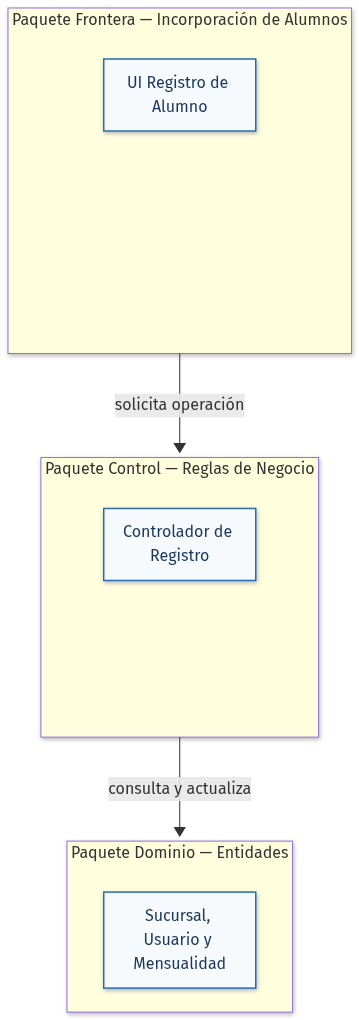 Paquete Frontera — Incorporación de Alumnos
UI Registro de
Alumno
solicita operación
Paquete Control — Reglas de Negocio
Controlador de
Registro
consulta y actualiza
Paquete Dominio — Entidades
Sucursal,
Usuario y
Mensualidad